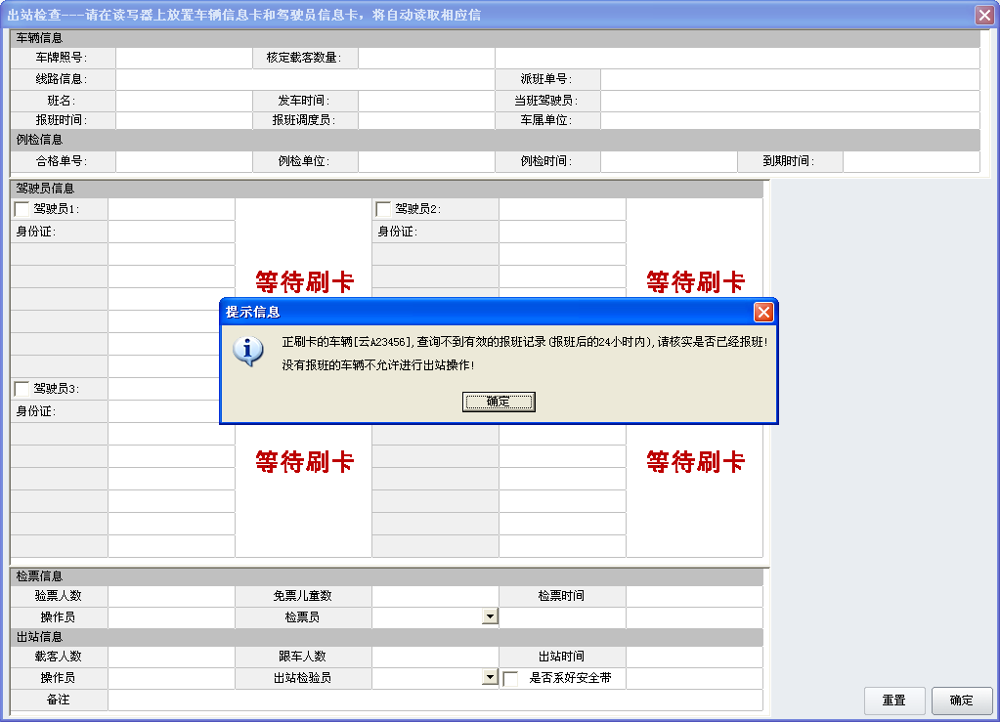 出站检查---请在读写器上放置车辆信息卡和驾驶员信息卡，将自动读取相应信
车辆信息
车牌照号: 核定载客数量:
线路信息: 派班单号:
班名: 发车时间: 当班驾驶员:
报班时间: 报班调度员: 车属单位:
例检信息
合格单号: 例检单位: 例检时间: 到期时间:
驾驶员信息
驾驶员1: 驾驶员2:
身份证: 身份证:
等待刷卡 等待刷卡
提示信息
正刷卡的车辆[云A23456],查询不到有效的报班记录(报班后的24小时内),请核实是否已经报班!
没有报班的车辆不允许进行出站操作!
确定
驾驶员3:
身份证:
等待刷卡 等待刷卡
检票信息
验票人数 免票儿童数 检票时间
操作员 检票员
出站信息
载客人数 跟车人数 出站时间
操作员 出站检验员 是否系好安全带
备注
重置 确定